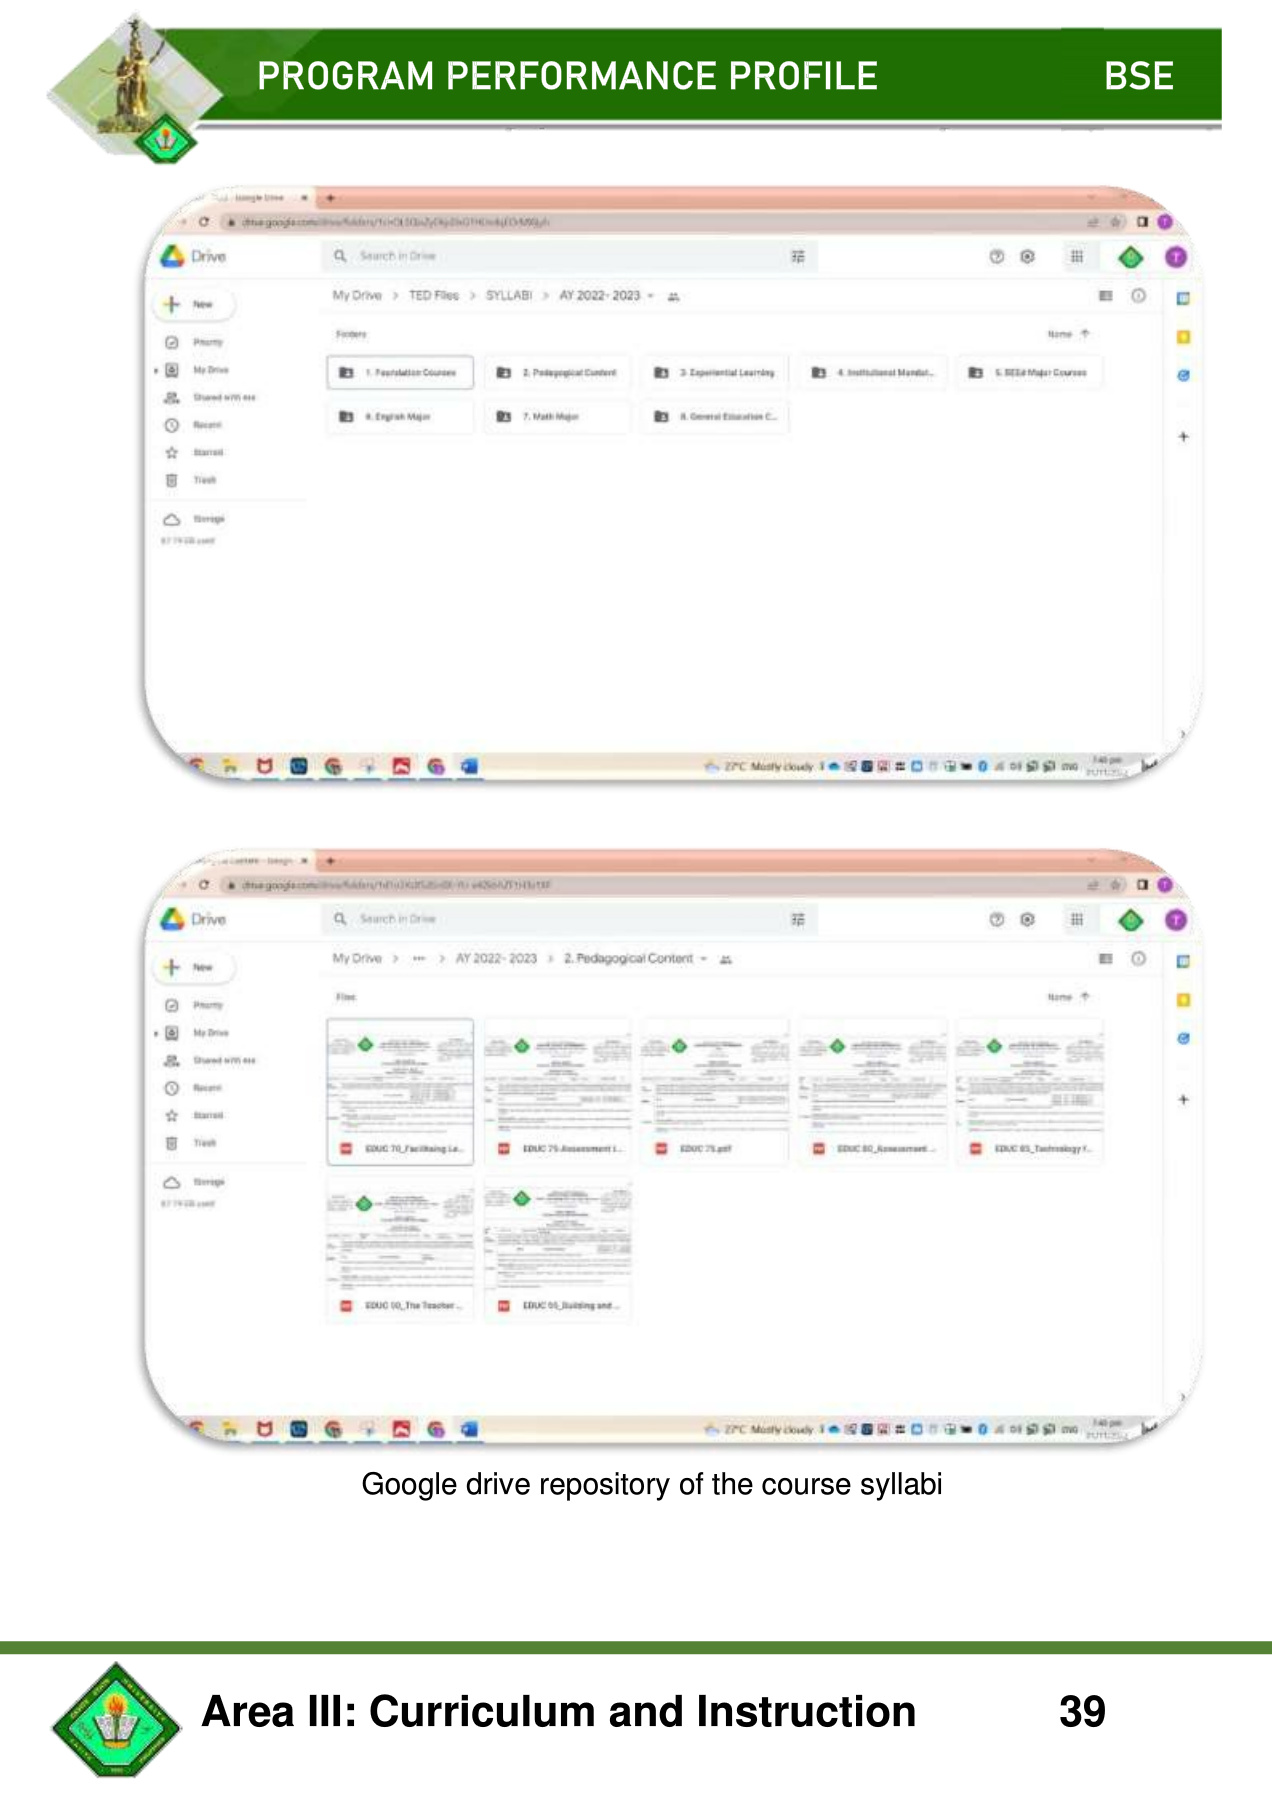 PROGRAM PERFORMANCE PROFILE BSE
Google Drive
Drive
Search in Drive
My Drive > TED Files > SYLLABI > AY 2022- 2023
New
Folders
Name
Priority
My Drive
Shared with me
Recent
Starred
Trash
Storage
1. Foundation Courses
2. Pedagogical Content
3. Experiential Learning
4. Institutional Mandat...
5. BEEd Major Courses
6. English Major
7. Math Major
8. General Education C...
27°C Mostly cloudy
ENG
Drive
Search in Drive
My Drive > ··· > AY 2022- 2023 > 2. Pedagogical Content
New
Files
Name
Priority
My Drive
Shared with me
Recent
Starred
Trash
Storage
EDUC 70_Facilitating Le...
EDUC 75-Assessment i...
EDUC 75.pdf
EDUC 80_Assessment ...
EDUC 85_Technology f...
EDUC 90_The Teacher ...
EDUC 95_Building and ...
27°C Mostly cloudy
ENG
Google drive repository of the course syllabi
Area III: Curriculum and Instruction 39